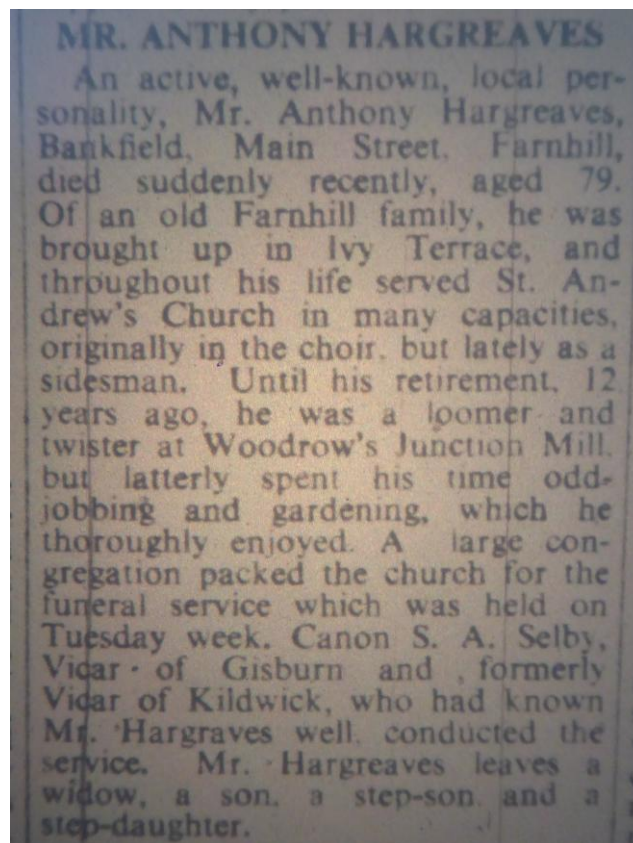 MR. ANTHONY HARGREAVES
An active, well-known, local per-
sonality, Mr. Anthony Hargreaves,
Bankfield, Main Street, Farnhill,
died suddenly recently, aged 79.
Of an old Farnhill family, he was
brought up in Ivy Terrace, and
throughout his life served St. An-
drew's Church in many capacities,
originally in the choir, but lately as a
sidesman. Until his retirement, 12
years ago, he was a loomer and
twister at Woodrow's Junction Mill,
but latterly spent his time odd-
jobbing and gardening, which he
thoroughly enjoyed. A large con-
gregation packed the church for the
funeral service which was held on
Tuesday week. Canon S. A. Selby,
Vicar of Gisburn and formerly
Vicar of Kildwick, who had known
Mr. Hargraves well, conducted the
service. Mr. Hargreaves leaves a
widow, a son, a step-son and a
step-daughter.